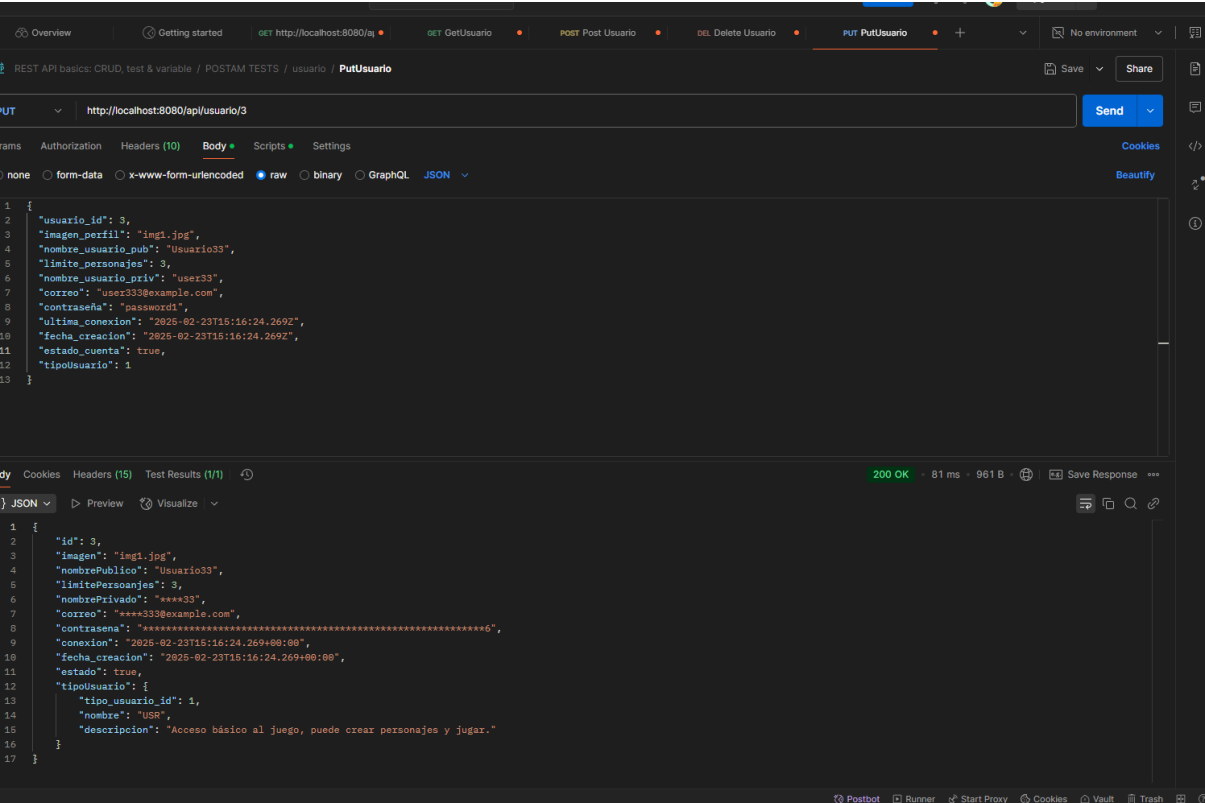 Overview Getting started GET http://localhost:8080/a GET GetUsuario POST Post Usuario DEL Delete Usuario PUT PutUsuario No environment
REST API basics: CRUD, test & variable / POSTAM TESTS / usuario / PutUsuario Save Share
PUT http://localhost:8080/api/usuario/3 Send
rams Authorization Headers (10) Body Scripts Settings Cookies
none form-data x-www-form-urlencoded raw binary GraphQL JSON Beautify
1 {
2 "usuario_id": 3,
3 "imagen_perfil": "img1.jpg",
4 "nombre_usuario_pub": "Usuario33",
5 "limite_personajes": 3,
6 "nombre_usuario_priv": "user33",
7 "correo": "user333@example.com",
8 "contraseña": "password1",
9 "ultima_conexion": "2025-02-23T15:16:24.269Z",
10 "fecha_creacion": "2025-02-23T15:16:24.269Z",
11 "estado_cuenta": true,
12 "tipoUsuario": 1
13 }
dy Cookies Headers (15) Test Results (1/1) 200 OK 81 ms 961 B Save Response
{} JSON Preview Visualize
1 {
2 "id": 3,
3 "imagen": "img1.jpg",
4 "nombrePublico": "Usuario33",
5 "limitePersoanjes": 3,
6 "nombrePrivado": "****33",
7 "correo": "****333@example.com",
8 "contrasena": "***********************************************************6",
9 "conexion": "2025-02-23T15:16:24.269+00:00",
10 "fecha_creacion": "2025-02-23T15:16:24.269+00:00",
11 "estado": true,
12 "tipoUsuario": {
13 "tipo_usuario_id": 1,
14 "nombre": "USR",
15 "descripcion": "Acceso básico al juego, puede crear personajes y jugar."
16 }
17 }
Postbot Runner Start Proxy Cookies Vault Trash